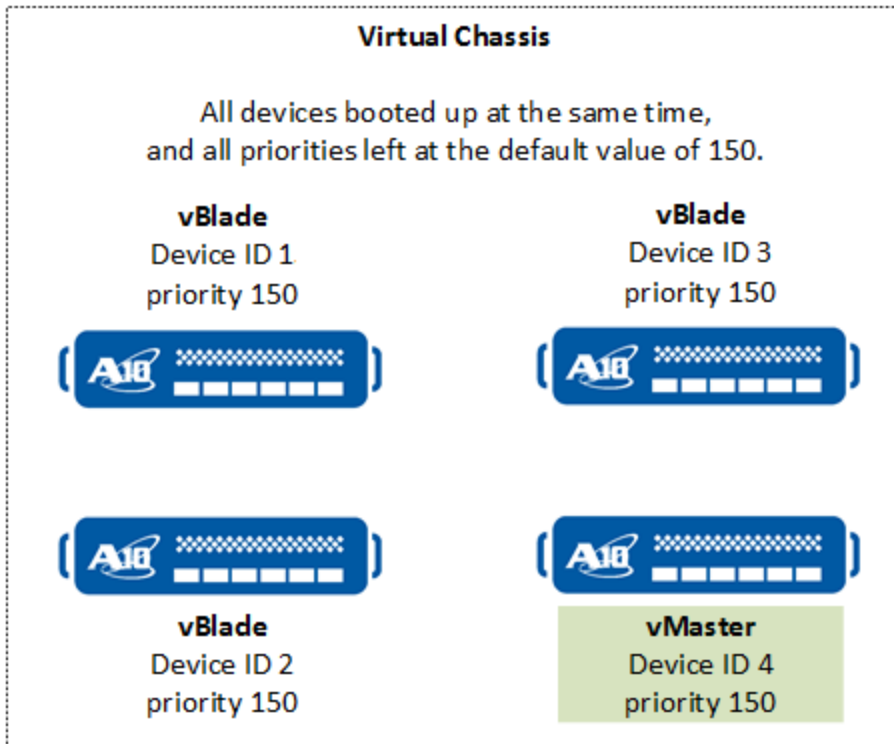 Virtual Chassis
All devices booted up at the same time,
and all priorities left at the default value of 150.
vBlade
Device ID 1
priority 150
vBlade
Device ID 3
priority 150
A10
A10
A10
A10
vBlade
Device ID 2
priority 150
vMaster
Device ID 4
priority 150